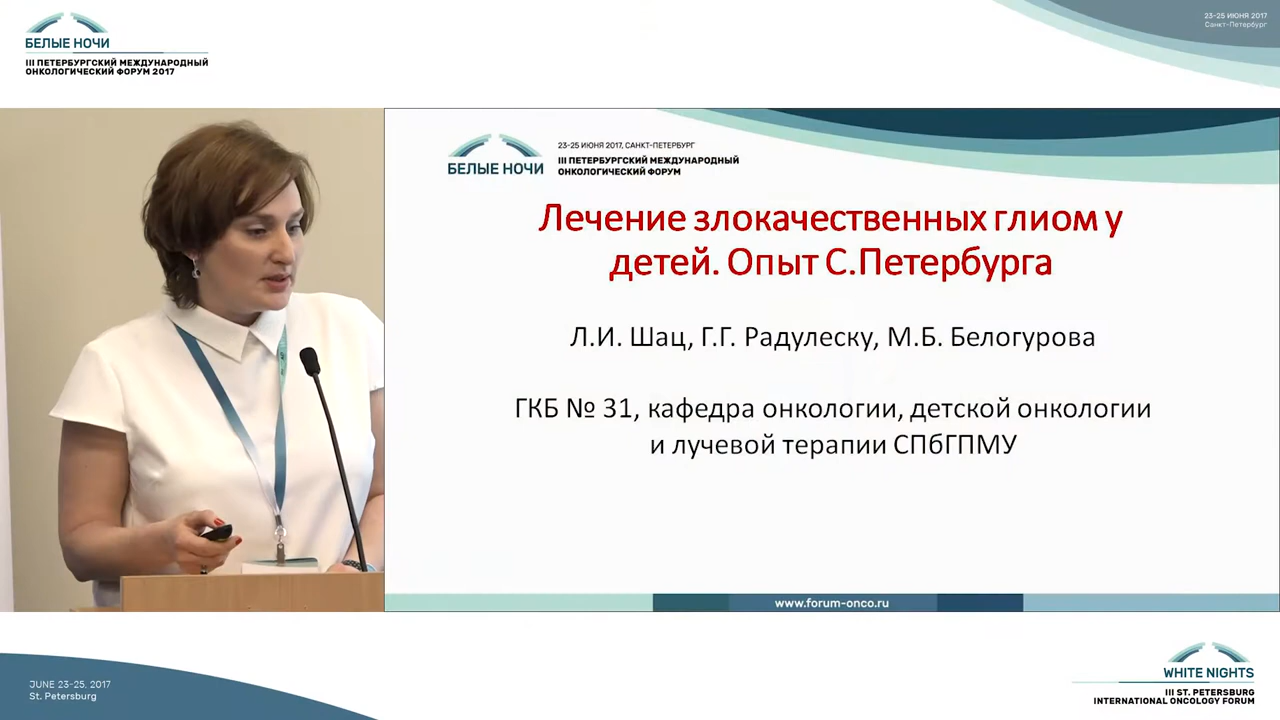 БЕЛЫЕ НОЧИ
III ПЕТЕРБУРГСКИЙ МЕЖДУНАРОДНЫЙ
ОНКОЛОГИЧЕСКИЙ ФОРУМ 2017
23-25 ИЮНЯ 2017
Санкт-Петербург
БЕЛЫЕ НОЧИ
23-25 ИЮНЯ 2017, САНКТ-ПЕТЕРБУРГ
III ПЕТЕРБУРГСКИЙ МЕЖДУНАРОДНЫЙ
ОНКОЛОГИЧЕСКИЙ ФОРУМ
Лечение злокачественных глиом у
детей. Опыт С.Петербурга
Л.И. Шац, Г.Г. Радулеску, М.Б. Белогурова
ГКБ № 31, кафедра онкологии, детской онкологии
и лучевой терапии СПбГПМУ
www.forum-onco.ru
JUNE 23-25, 2017
St. Petersburg
WHITE NIGHTS
III ST. PETERSBURG
INTERNATIONAL ONCOLOGY FORUM